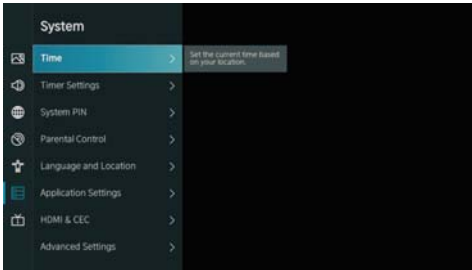 System
Time
Set the current time based
on your location.
Timer Settings
System PIN
Parental Control
Language and Location
Application Settings
HDMI & CEC
Advanced Settings